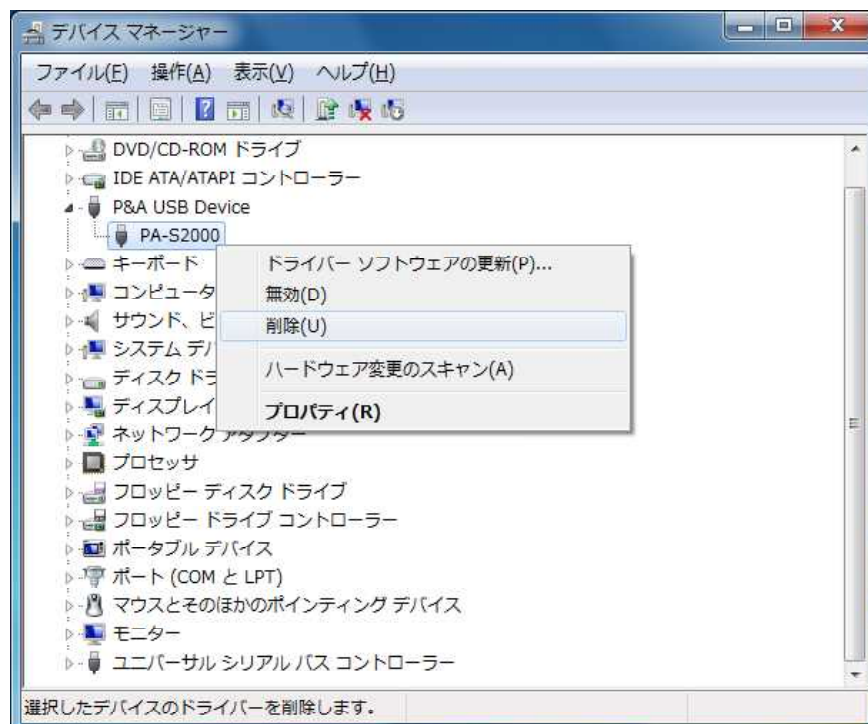 デバイス マネージャー
ファイル(F) 操作(A) 表示(V) ヘルプ(H)
DVD/CD-ROM ドライブ
IDE ATA/ATAPI コントローラー
P&A USB Device
PA-S2000
ドライバー ソフトウェアの更新(P)...
無効(D)
削除(U)
ハードウェア変更のスキャン(A)
プロパティ(R)
キーボード
コンピュータ
サウンド、ビ
システム デバ
ディスク ドラ
ディスプレイ
ネットワーク アダプター
プロセッサ
フロッピー ディスク ドライブ
フロッピー ドライブ コントローラー
ポータブル デバイス
ポート (COM と LPT)
マウスとそのほかのポインティング デバイス
モニター
ユニバーサル シリアル バス コントローラー
選択したデバイスのドライバーを削除します。